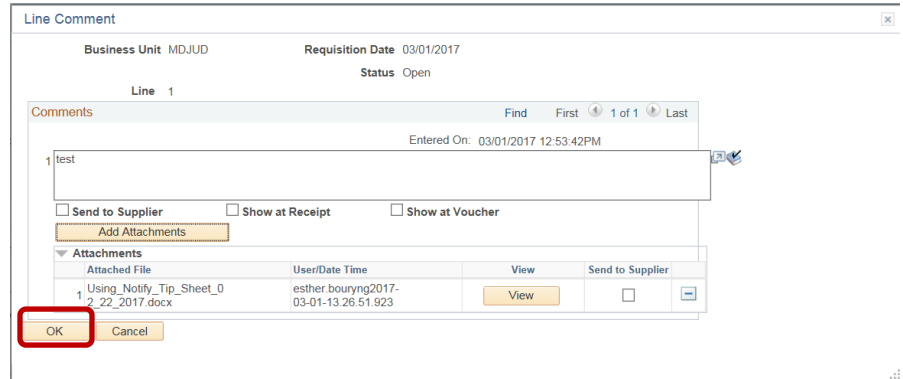 Line Comment
Business Unit MDJUD Requisition Date 03/01/2017
Status Open
Line 1
Comments Find First 1 of 1 Last
Entered On: 03/01/2017 12:53:42PM
1 test
Send to Supplier Show at Receipt Show at Voucher
Add Attachments
Attachments
Attached File User/Date Time View Send to Supplier
1 Using_Notify_Tip_Sheet_0 esther.bouryng2017- View
2_22_2017.docx 03-01-13.26.51.923
OK Cancel